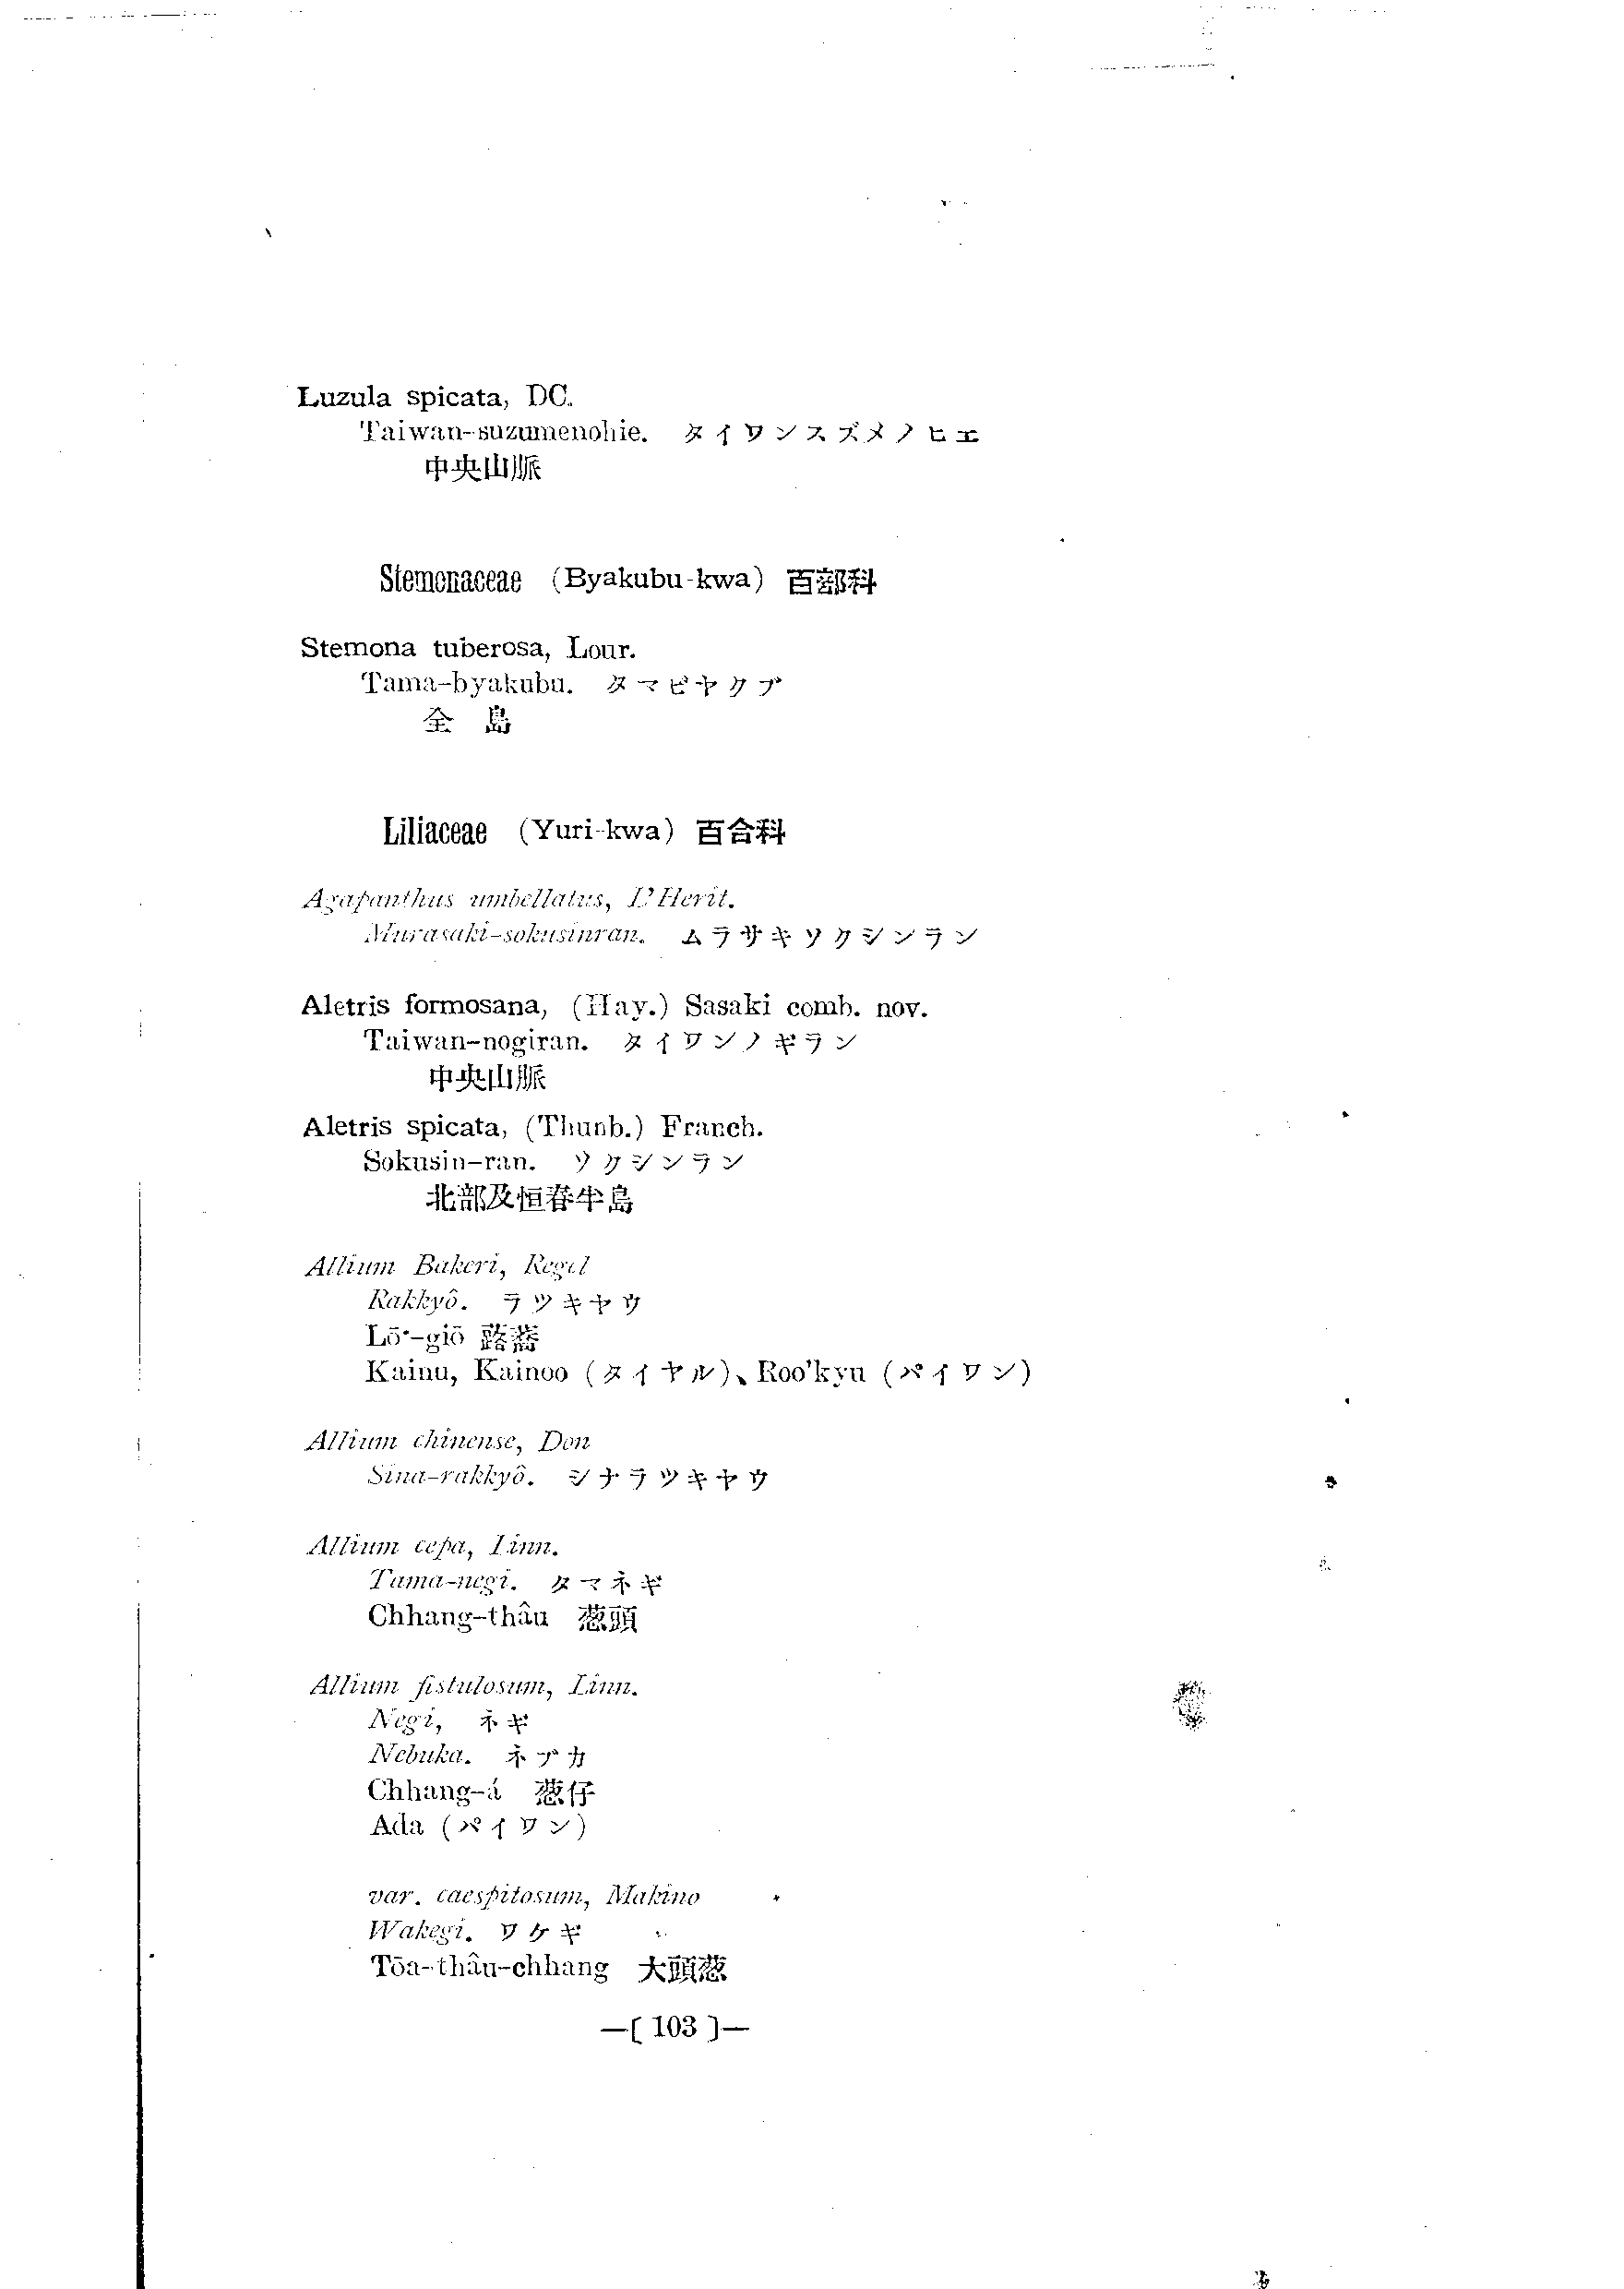 Luzula spicata, DC.
Taiwan-suzumenohie. タイワンスズメノヒエ
中央山脈
Stemonaceae (Byakubu-kwa) 百部科
Stemona tuberosa, Lour.
Tama-byakubu. タマビヤクブ
全 島
Liliaceae (Yuri-kwa) 百合科
Agapanthus umbellatus, L'Herit.
Murasaki-sokusinran. ムラサキソクシンラン
Aletris formosana, (Hay.) Sasaki comb. nov.
Taiwan-nogiran. タイワンノギラン
中央山脈
Aletris spicata, (Thunb.) Franch.
Sokusin-ran. ソクシンラン
北部及恒春半島
Allium Bakeri, Regel
Rakkyô. ラツキヤウ
Lō͘-giō 路蕎
Kainu, Kainoo (タイヤル)、Roo'kyu (パイワン)
Allium chinense, Don
Sina-rakkyô. シナラツキヤウ
Allium cepa, Linn.
Tama-negi. タマネギ
Chhang-thâu 葱頭
Allium fistulosum, Linn.
Negi, ネギ
Nebuka. ネブカ
Chhang-á 葱仔
Ada (パイワン)
var. caespitosum, Makino
Wakegi. ワケギ
Tōa-thâu-chhang 大頭葱
—( 103 )—